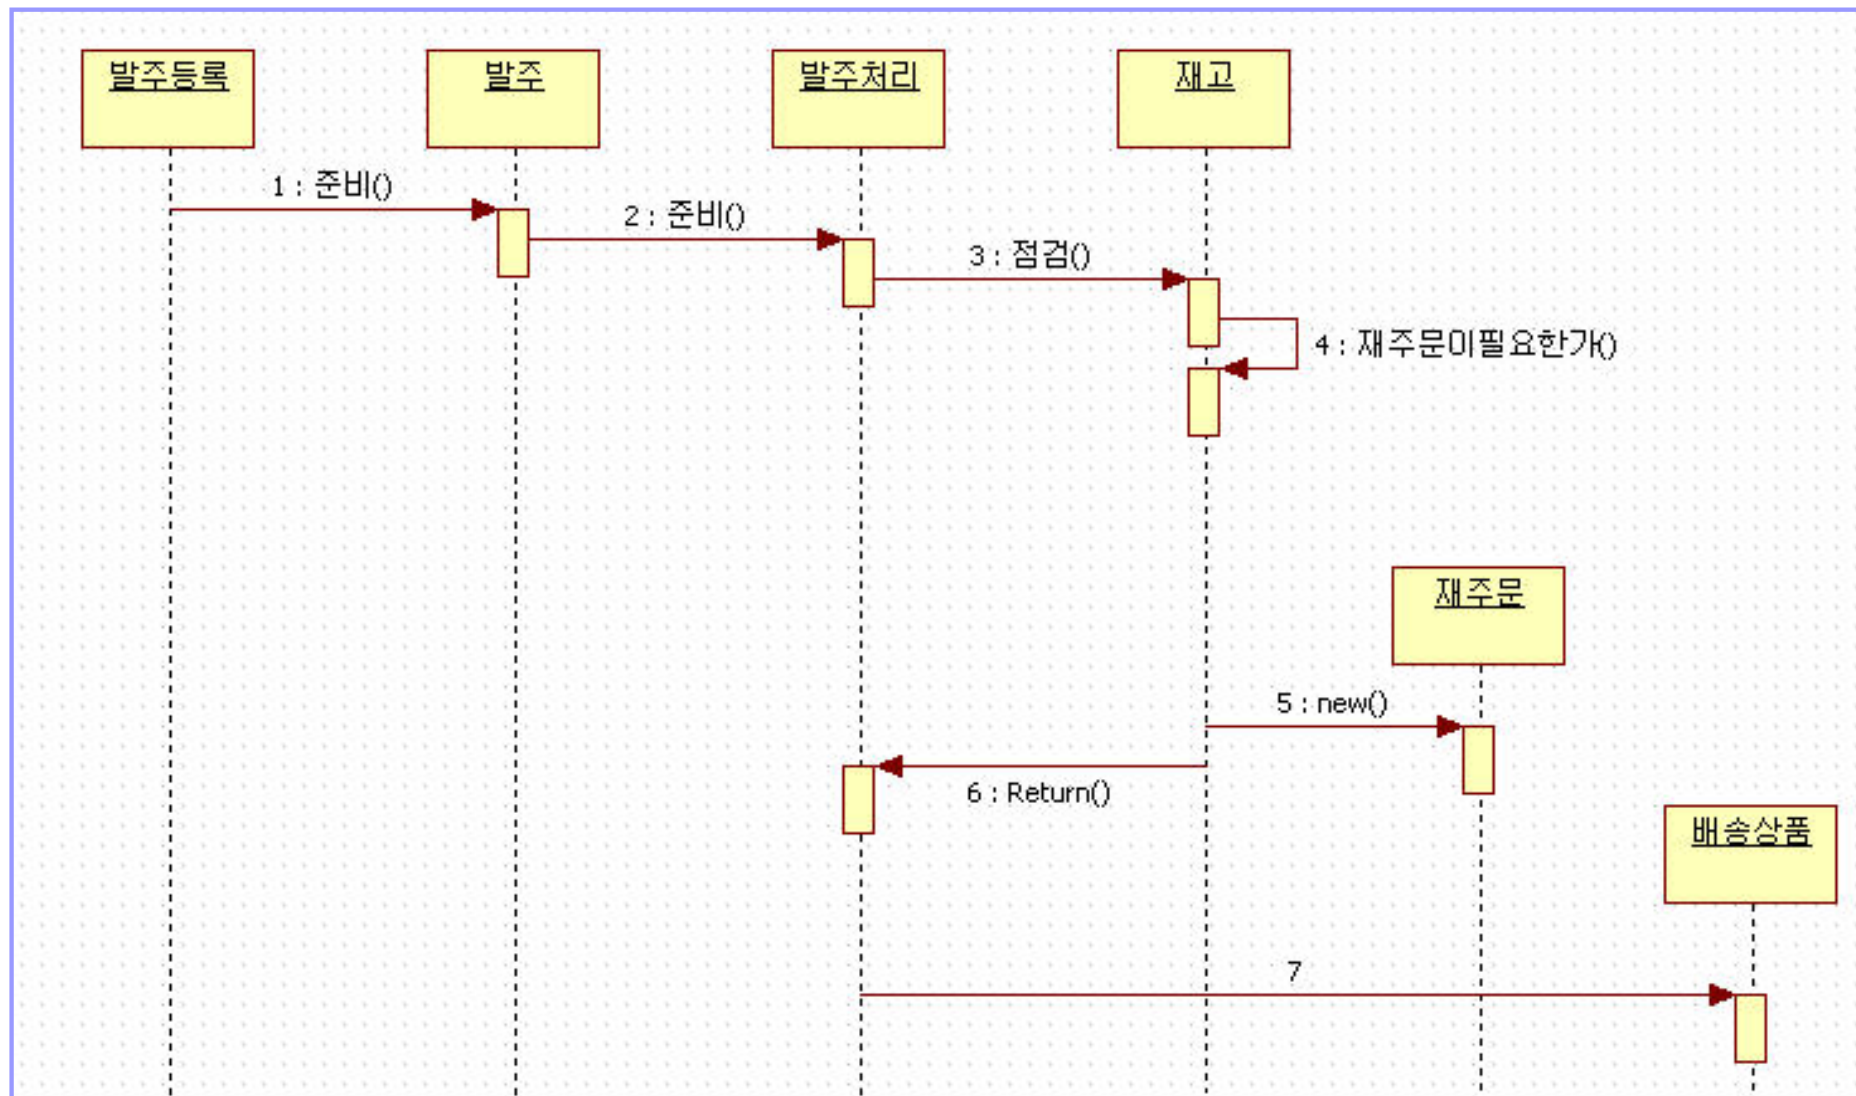 발주등록
발주
발주처리
재고
1 : 준비()
2 : 준비()
3 : 점검()
4 : 재주문이필요한가()
재주문
5 : new()
6 : Return()
배송상품
7